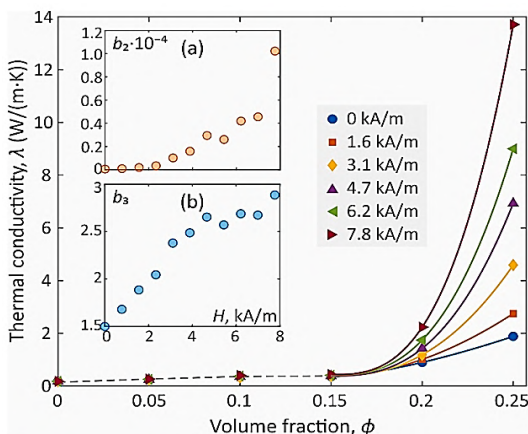 14
12
10
8
6
4
2
0
Thermal conductivity, λ (W/(m·K)
b₂·10⁻⁴
(a)
1.2
1.0
0.8
0.6
0.4
0.2
0
b₃
(b)
3
2.5
2
1.5
0
2
4
6
8
H, kA/m
0 kA/m
1.6 kA/m
3.1 kA/m
4.7 kA/m
6.2 kA/m
7.8 kA/m
0
0.05
0.1
0.15
0.2
0.25
Volume fraction, ϕ